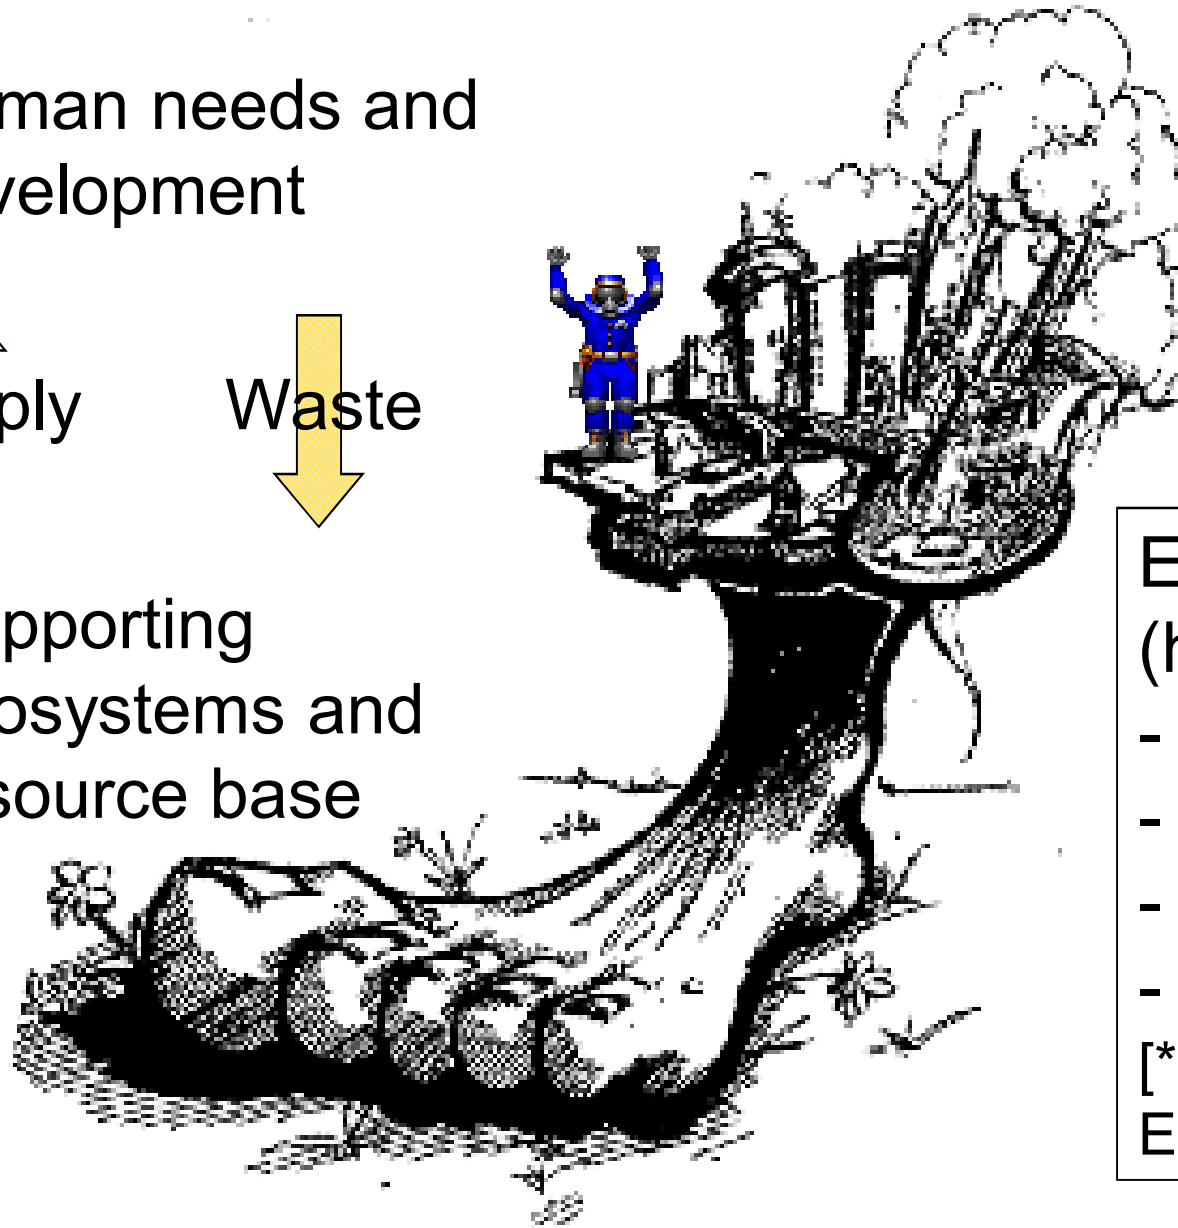 man needs and
velopment
ply
Waste
pporting
osystems and
source base
E
(h
-
-
-
-
[*
E